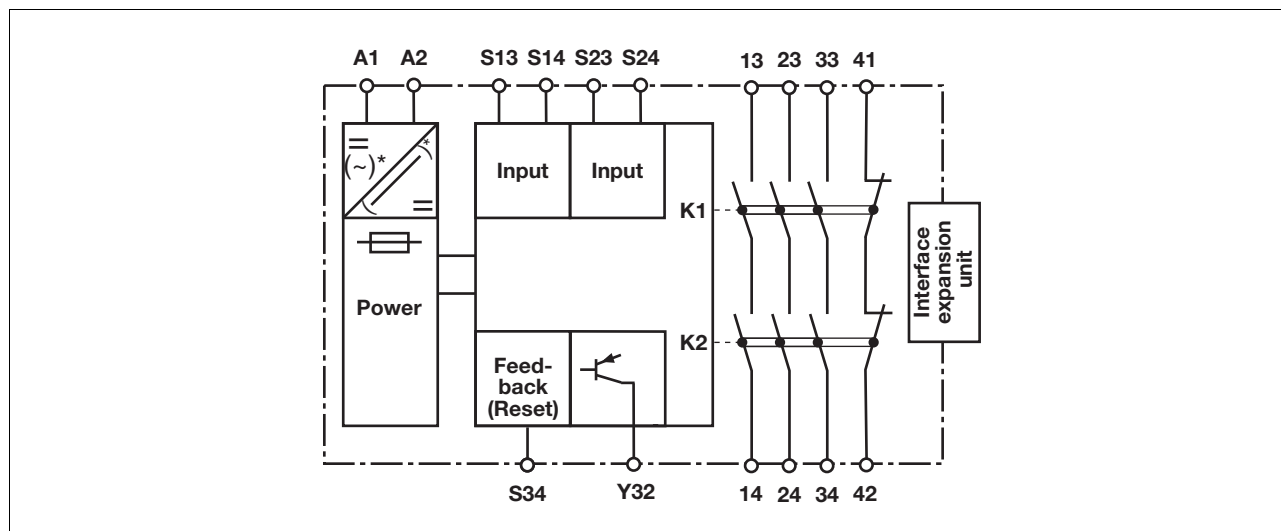 A1 A2 S13 S14 S23 S24 13 23 33 41
=
(~)* *
=
Input Input
K1
Interface
expansion
unit
Power
K2
Feed-
back
(Reset)
S34 Y32 14 24 34 42